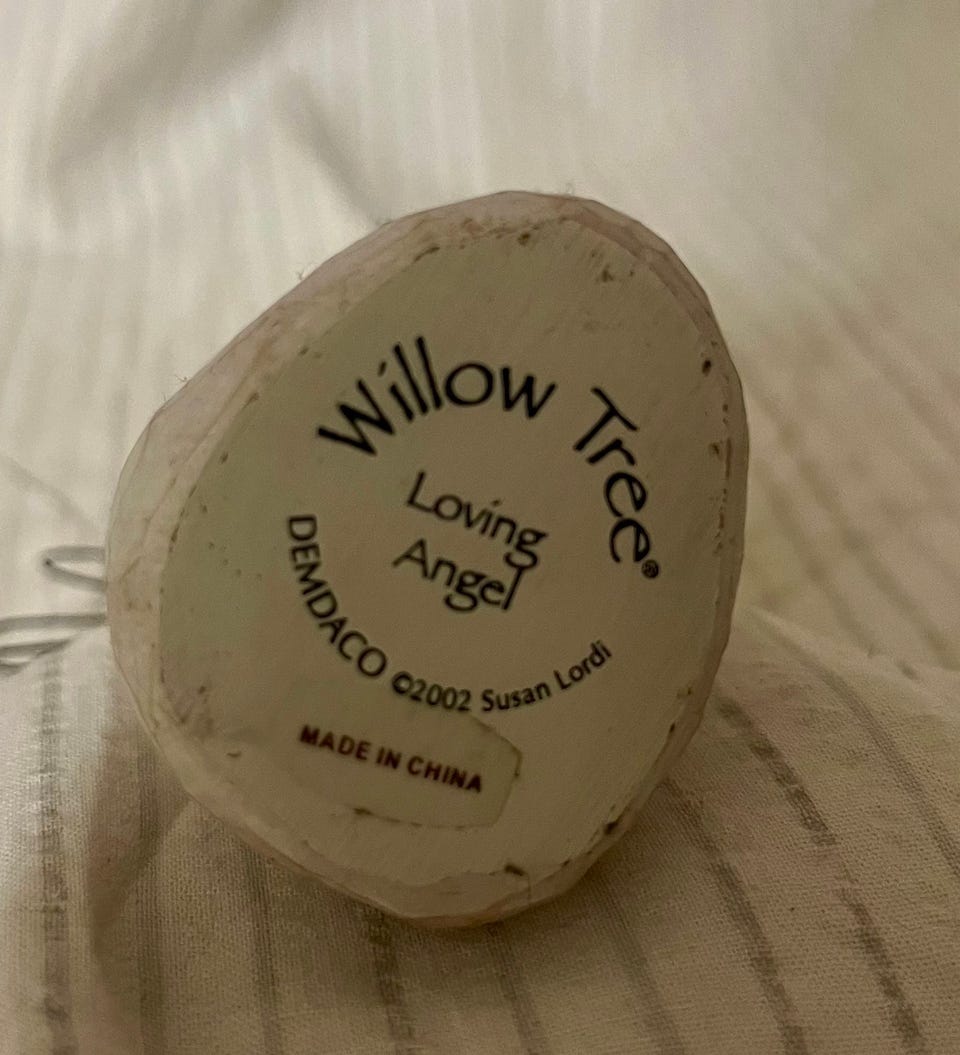 Willow Tree®
Loving
Angel
DEMDACO ©2002 Susan Lordi
MADE IN CHINA